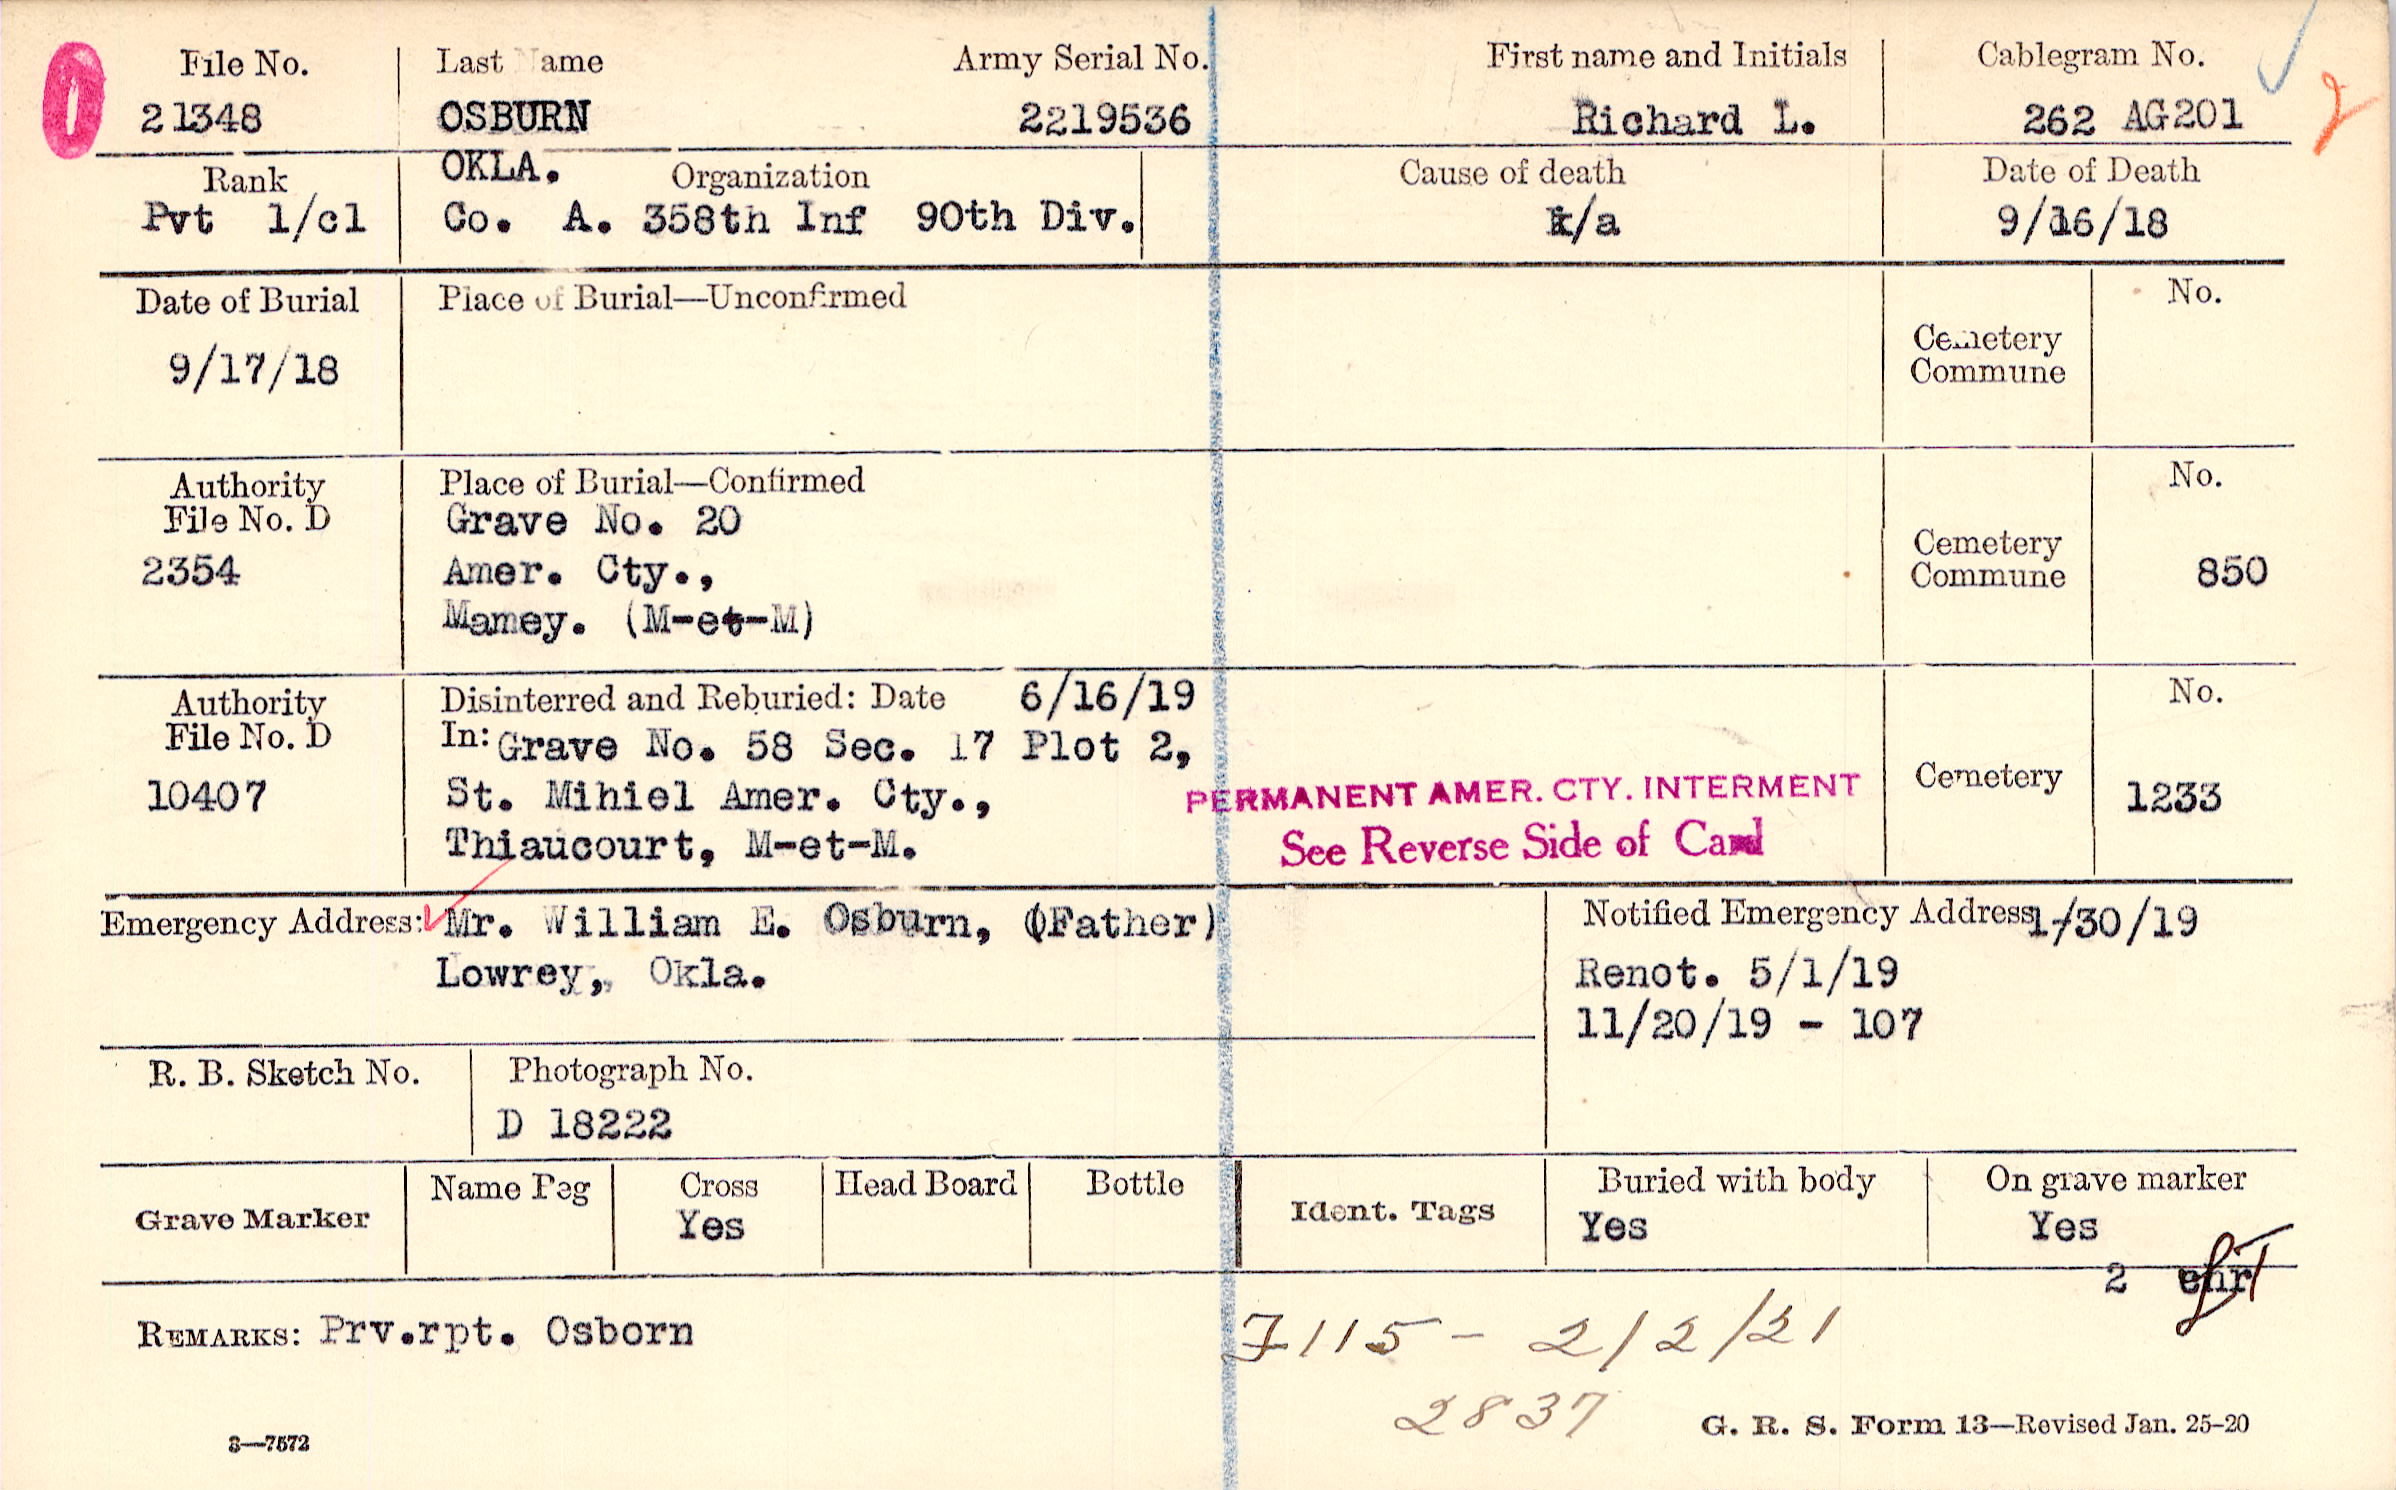 File No. Last Name Army Serial No. First name and Initials Cablegram No.
21348 OSBURN 2219536 Richard L. 262 AG201
2
OKLA.
Rank Organization Cause of death Date of Death
Pvt 1/cl Co. A. 358th Inf 90th Div. k/a 9/16/18
Date of Burial Place of Burial—Unconfirmed No.
9/17/18 Cemetery
Commune
Authority Place of Burial—Confirmed No.
File No. D Grave No. 20
2354 Amer. Cty., Cemetery
Commune 850
Mamey. (M-et-M)
Authority Disinterred and Reburied: Date 6/16/19 No.
File No. D In: Grave No. 58 Sec. 17 Plot 2,
10407 St. Mihiel Amer. Cty., PERMANENT AMER. CTY. INTERMENT Cemetery 1233
Thiaucourt, M-et-M. See Reverse Side of Card
Emergency Address: Mr. William E. Osburn, (Father) Notified Emergency Address 1/30/19
Lowrey, Okla. Renot. 5/1/19
11/20/19 - 107
R. B. Sketch No. Photograph No.
D 18222
Grave Marker Name Peg Cross Head Board Bottle Ident. Tags Buried with body On grave marker
Yes Yes Yes
2 ehr
REMARKS: Prv.rpt. Osborn 7115 - 2/2/21
2837
3—7572 G. R. S. Form 13—Revised Jan. 25-20